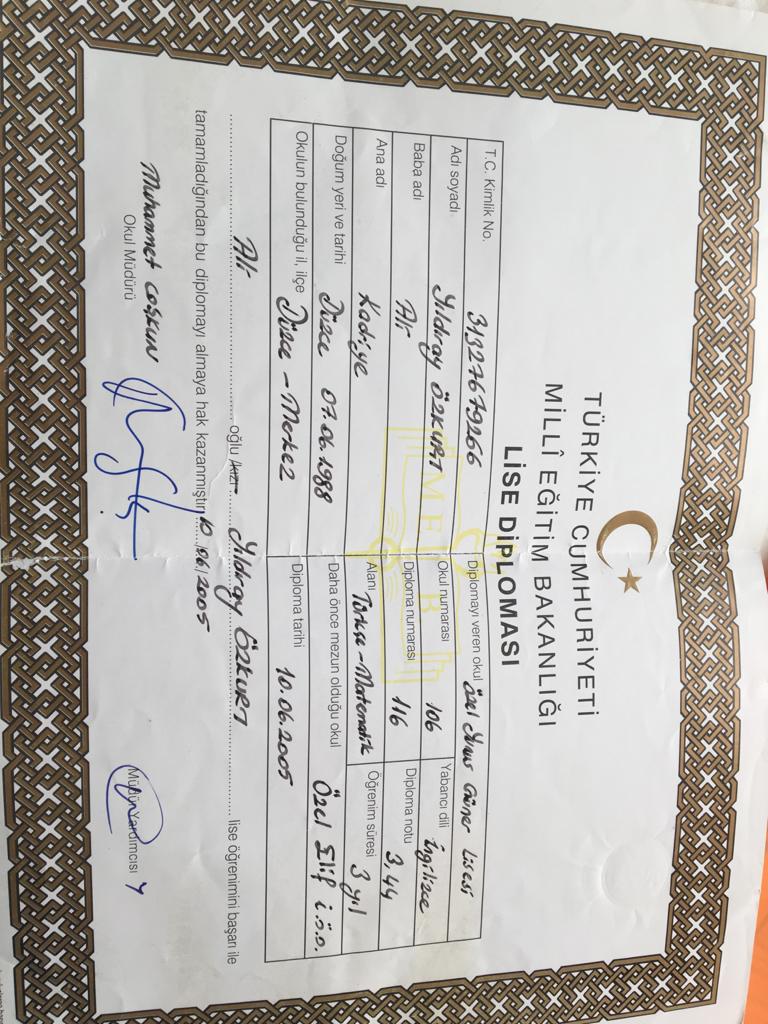 TÜRKİYE CUMHURİYETİ
MİLLÎ EĞİTİM BAKANLIĞI
LİSE DİPLOMASI
MEB
T.C. Kimlik No. 31327679266 Diplomayı veren okul Özel Güner Lisesi
Adı soyadı Yıldıray ÖZKURT Okul numarası 106 Yabancı dili İngilizce
Baba adı Ali Diploma numarası 116 Diploma notu 3,44
Ana adı Kadriye Alanı Türkçe-Matematik Öğrenim süresi 3 yıl
Doğum yeri ve tarihi Düzce 07.06.1988 Daha önce mezun olduğu okul Özel Elif İ.Ö.O.
Okulun bulunduğu il, ilçe Düzce - Merkez Diploma tarihi 10.06.2005
Ali oğlu kızı Yıldıray Özkurt lise öğrenimini başarı ile
tamamladığından bu diplomayı almaya hak kazanmıştır. 10.06/2005
Muhammet COŞKUN
Okul Müdürü
Müdür Yardımcısı